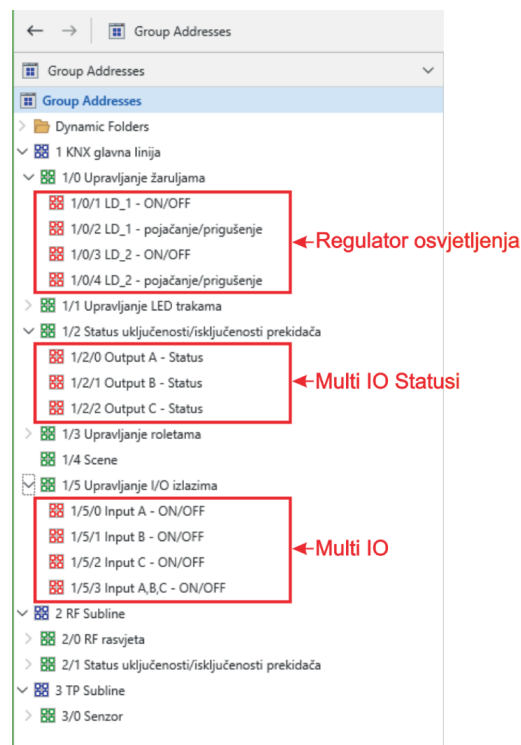 Group Addresses
Group Addresses
Group Addresses
Dynamic Folders
1 KNX glavna linija
1/0 Upravljanje žaruljama
1/0/1 LD_1 - ON/OFF
1/0/2 LD_1 - pojačanje/prigušenje
1/0/3 LD_2 - ON/OFF
1/0/4 LD_2 - pojačanje/prigušenje
Regulator osvjetljenja
1/1 Upravljanje LED trakama
1/2 Status uključenosti/isključenosti prekidača
1/2/0 Output A - Status
1/2/1 Output B - Status
1/2/2 Output C - Status
Multi IO Statusi
1/3 Upravljanje roletama
1/4 Scene
1/5 Upravljanje I/O izlazima
1/5/0 Input A - ON/OFF
1/5/1 Input B - ON/OFF
1/5/2 Input C - ON/OFF
1/5/3 Input A,B,C - ON/OFF
Multi IO
2 RF Subline
2/0 RF rasvjeta
2/1 Status uključenosti/isključenosti prekidača
3 TP Subline
3/0 Senzor